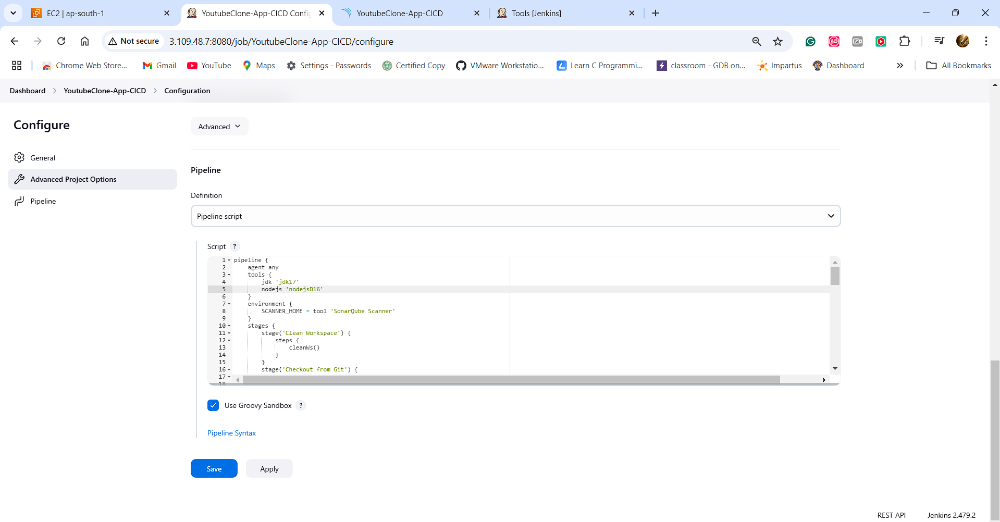 EC2 | ap-south-1
YoutubeClone-App-CICD Config
YoutubeClone-App-CICD
Tools [Jenkins]
Not secure
3.109.48.7:8080/job/YoutubeClone-App-CICD/configure
Chrome Web Store...
Gmail
YouTube
Maps
Settings - Passwords
Certified Copy
VMware Workstatio...
Learn C Programmi...
classroom - GDB on...
Impartus
Dashboard
All Bookmarks
Dashboard > YoutubeClone-App-CICD > Configuration
Configure
General
Advanced Project Options
Pipeline
Advanced
Pipeline
Definition
Pipeline script
Script ?
1 pipeline {
2 agent any
3 tools {
4 jdk 'jdk17'
5 nodejs 'nodejsD16'
6 }
7 environment {
8 SCANNER_HOME = tool 'SonarQube Scanner'
9 }
10 stages {
11 stage('Clean Workspace') {
12 steps {
13 cleanWs()
14 }
15 }
16 stage('Checkout from Git') {
17
18
Use Groovy Sandbox ?
Pipeline Syntax
Save
Apply
REST API
Jenkins 2.479.2